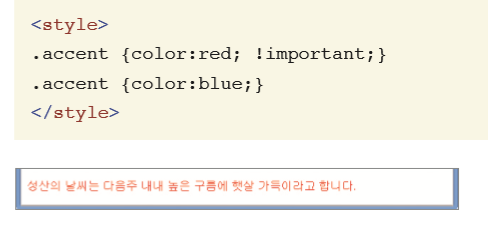 <style>
.accent {color:red; !important;}
.accent {color:blue;}
</style>
성산의 날씨는 다음주 내내 높은 구름에 햇살 가득이라고 합니다.